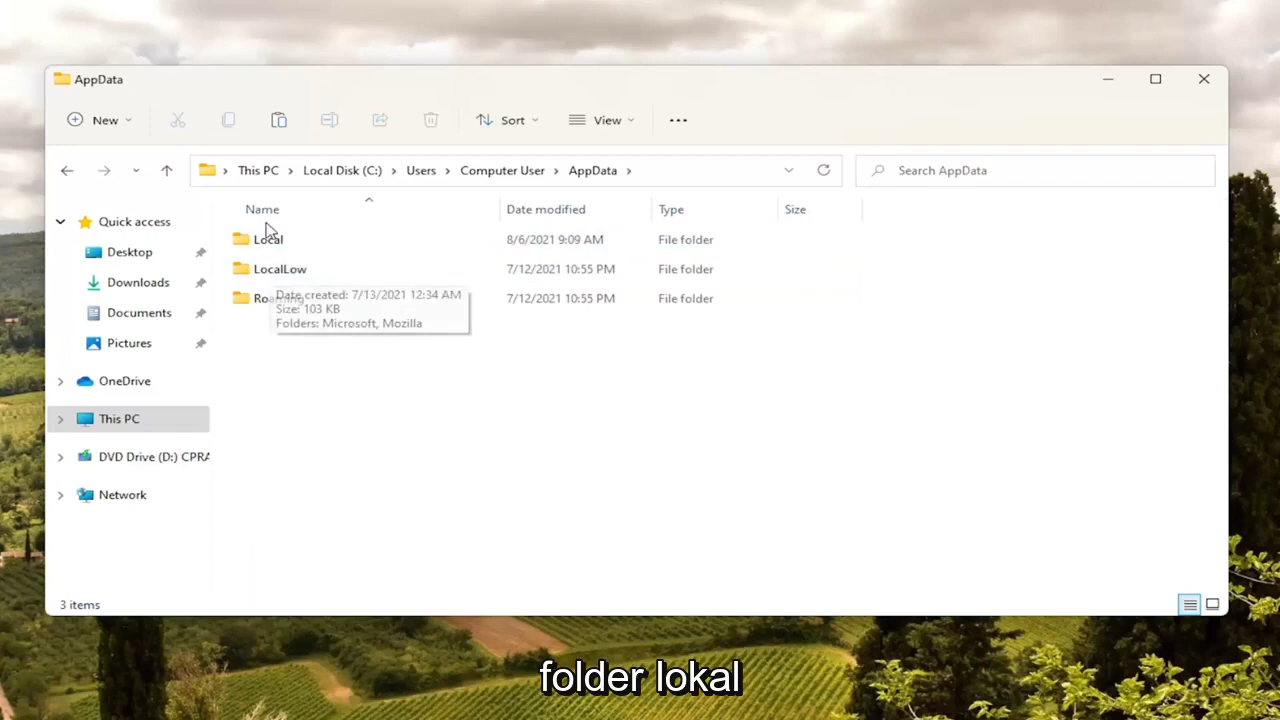 AppData
New
Sort
View
This PC
Local Disk (C:)
Users
Computer User
AppData
Search AppData
Name
Date modified
Type
Size
Quick access
Desktop
Downloads
Documents
Pictures
OneDrive
This PC
DVD Drive (D:) CPRA
Network
Local 8/6/2021 9:09 AM File folder
LocalLow 7/12/2021 10:55 PM File folder
Roaming 7/12/2021 10:55 PM File folder
Date created: 7/13/2021 12:34 AM
Size: 103 KB
Folders: Microsoft, Mozilla
3 items
folder lokal